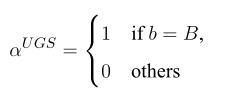 α^{UGS} = { 1 if b = B,
0 others